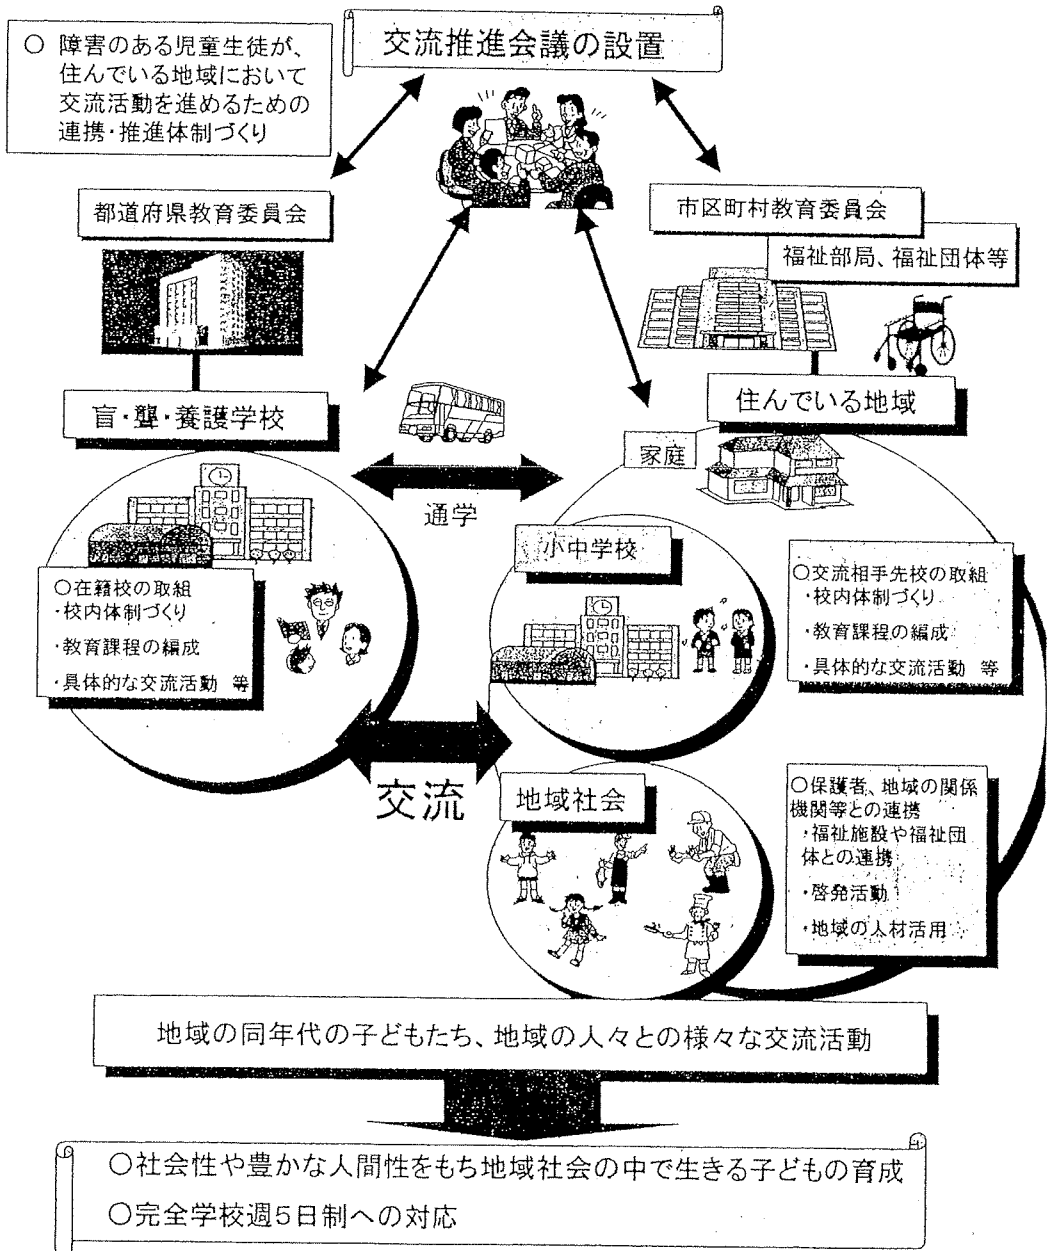 交流推進会議の設置
○ 障害のある児童生徒が、
住んでいる地域において
交流活動を進めるための
連携・推進体制づくり
都道府県教育委員会
市区町村教育委員会
福祉部局、福祉団体等
盲・聾・養護学校
住んでいる地域
家庭
通学
小中学校
○在籍校の取組
・校内体制づくり
・教育課程の編成
・具体的な交流活動 等
○交流相手先校の取組
・校内体制づくり
・教育課程の編成
・具体的な交流活動 等
交流
地域社会
○保護者、地域の関係
機関等との連携
・福祉施設や福祉団
体との連携
・啓発活動
・地域の人材活用
地域の同年代の子どもたち、地域の人々との様々な交流活動
○社会性や豊かな人間性をもち地域社会の中で生きる子どもの育成
○完全学校週5日制への対応